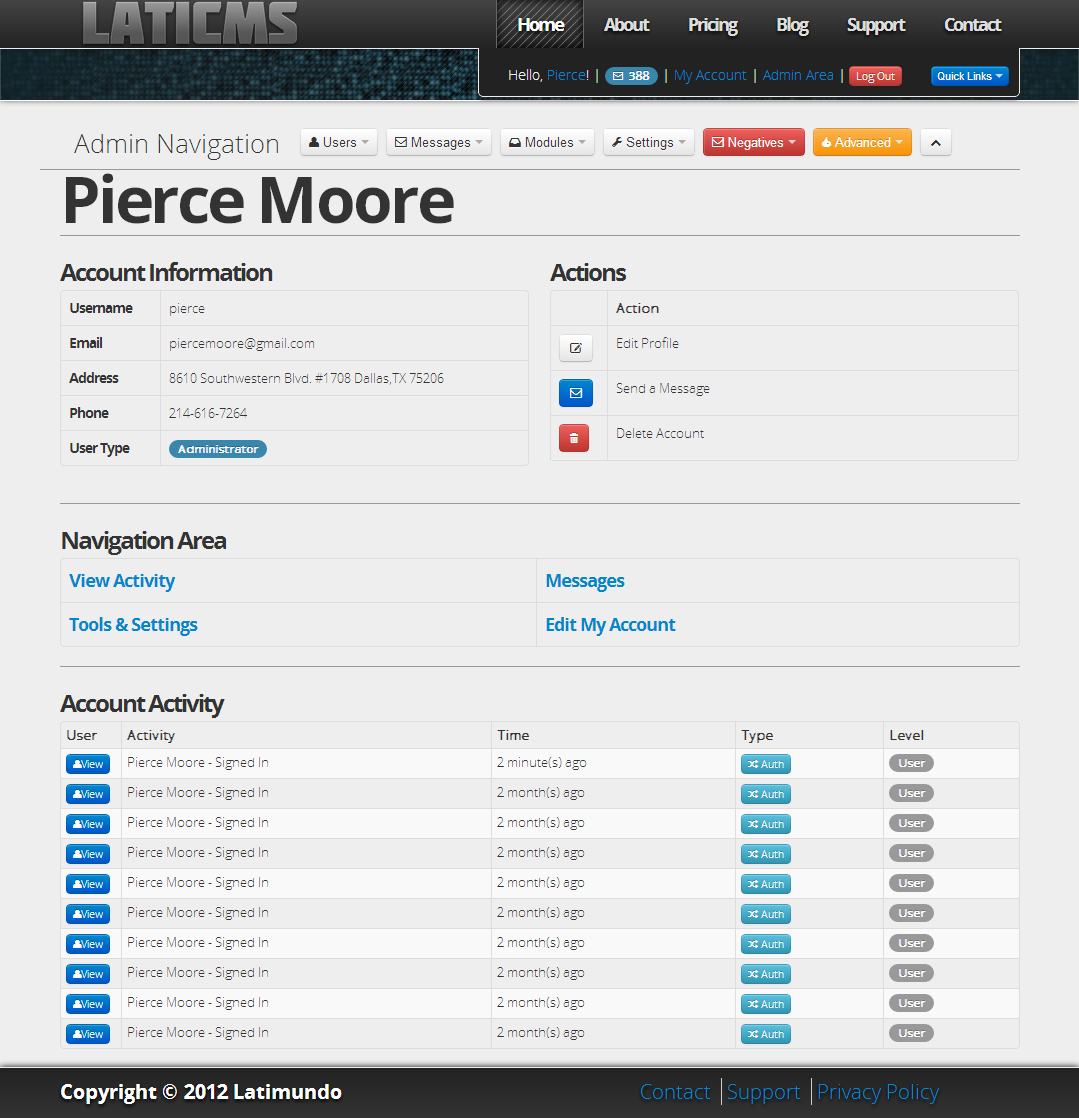 LATICMS
Home About Pricing Blog Support Contact
Hello, Pierce! | 388 | My Account | Admin Area | Log Out Quick Links
Admin Navigation Users Messages Modules Settings Negatives Advanced
Pierce Moore
Account Information
Username pierce
Email piercemoore@gmail.com
Address 8610 Southwestern Blvd. #1708 Dallas,TX 75206
Phone 214-616-7264
User Type Administrator
Actions
Action
Edit Profile
Send a Message
Delete Account
Navigation Area
View Activity Messages
Tools & Settings Edit My Account
Account Activity
User Activity Time Type Level
View Pierce Moore - Signed In 2 minute(s) ago Auth User
View Pierce Moore - Signed In 2 month(s) ago Auth User
View Pierce Moore - Signed In 2 month(s) ago Auth User
View Pierce Moore - Signed In 2 month(s) ago Auth User
View Pierce Moore - Signed In 2 month(s) ago Auth User
View Pierce Moore - Signed In 2 month(s) ago Auth User
View Pierce Moore - Signed In 2 month(s) ago Auth User
View Pierce Moore - Signed In 2 month(s) ago Auth User
View Pierce Moore - Signed In 2 month(s) ago Auth User
View Pierce Moore - Signed In 2 month(s) ago Auth User
Copyright © 2012 Latimundo Contact | Support | Privacy Policy